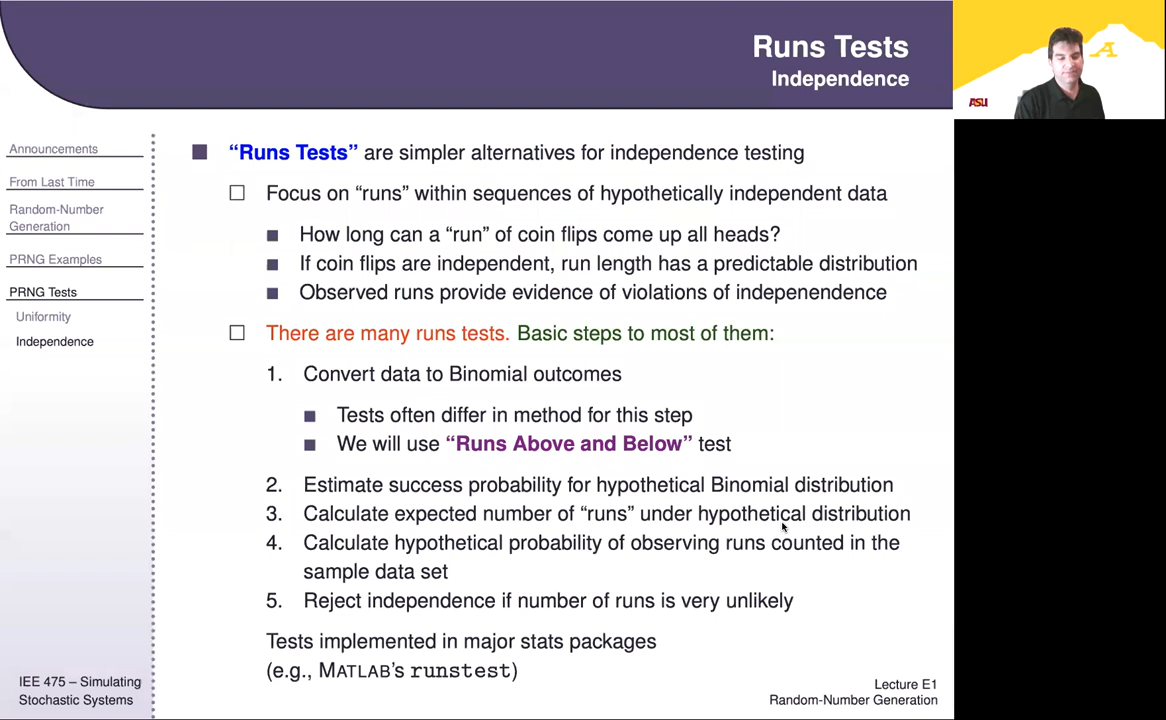 Runs Tests
Independence
Announcements
From Last Time
Random-Number
Generation
PRNG Examples
PRNG Tests
Uniformity
Independence
“Runs Tests” are simpler alternatives for independence testing
Focus on “runs” within sequences of hypothetically independent data
How long can a “run” of coin flips come up all heads?
If coin flips are independent, run length has a predictable distribution
Observed runs provide evidence of violations of indepenendence
There are many runs tests. Basic steps to most of them:
1. Convert data to Binomial outcomes
Tests often differ in method for this step
We will use “Runs Above and Below” test
2. Estimate success probability for hypothetical Binomial distribution
3. Calculate expected number of “runs” under hypothetical distribution
4. Calculate hypothetical probability of observing runs counted in the
sample data set
5. Reject independence if number of runs is very unlikely
Tests implemented in major stats packages
(e.g., MATLAB’s runstest)
IEE 475 – Simulating
Stochastic Systems
Lecture E1
Random-Number Generation
ASU
A